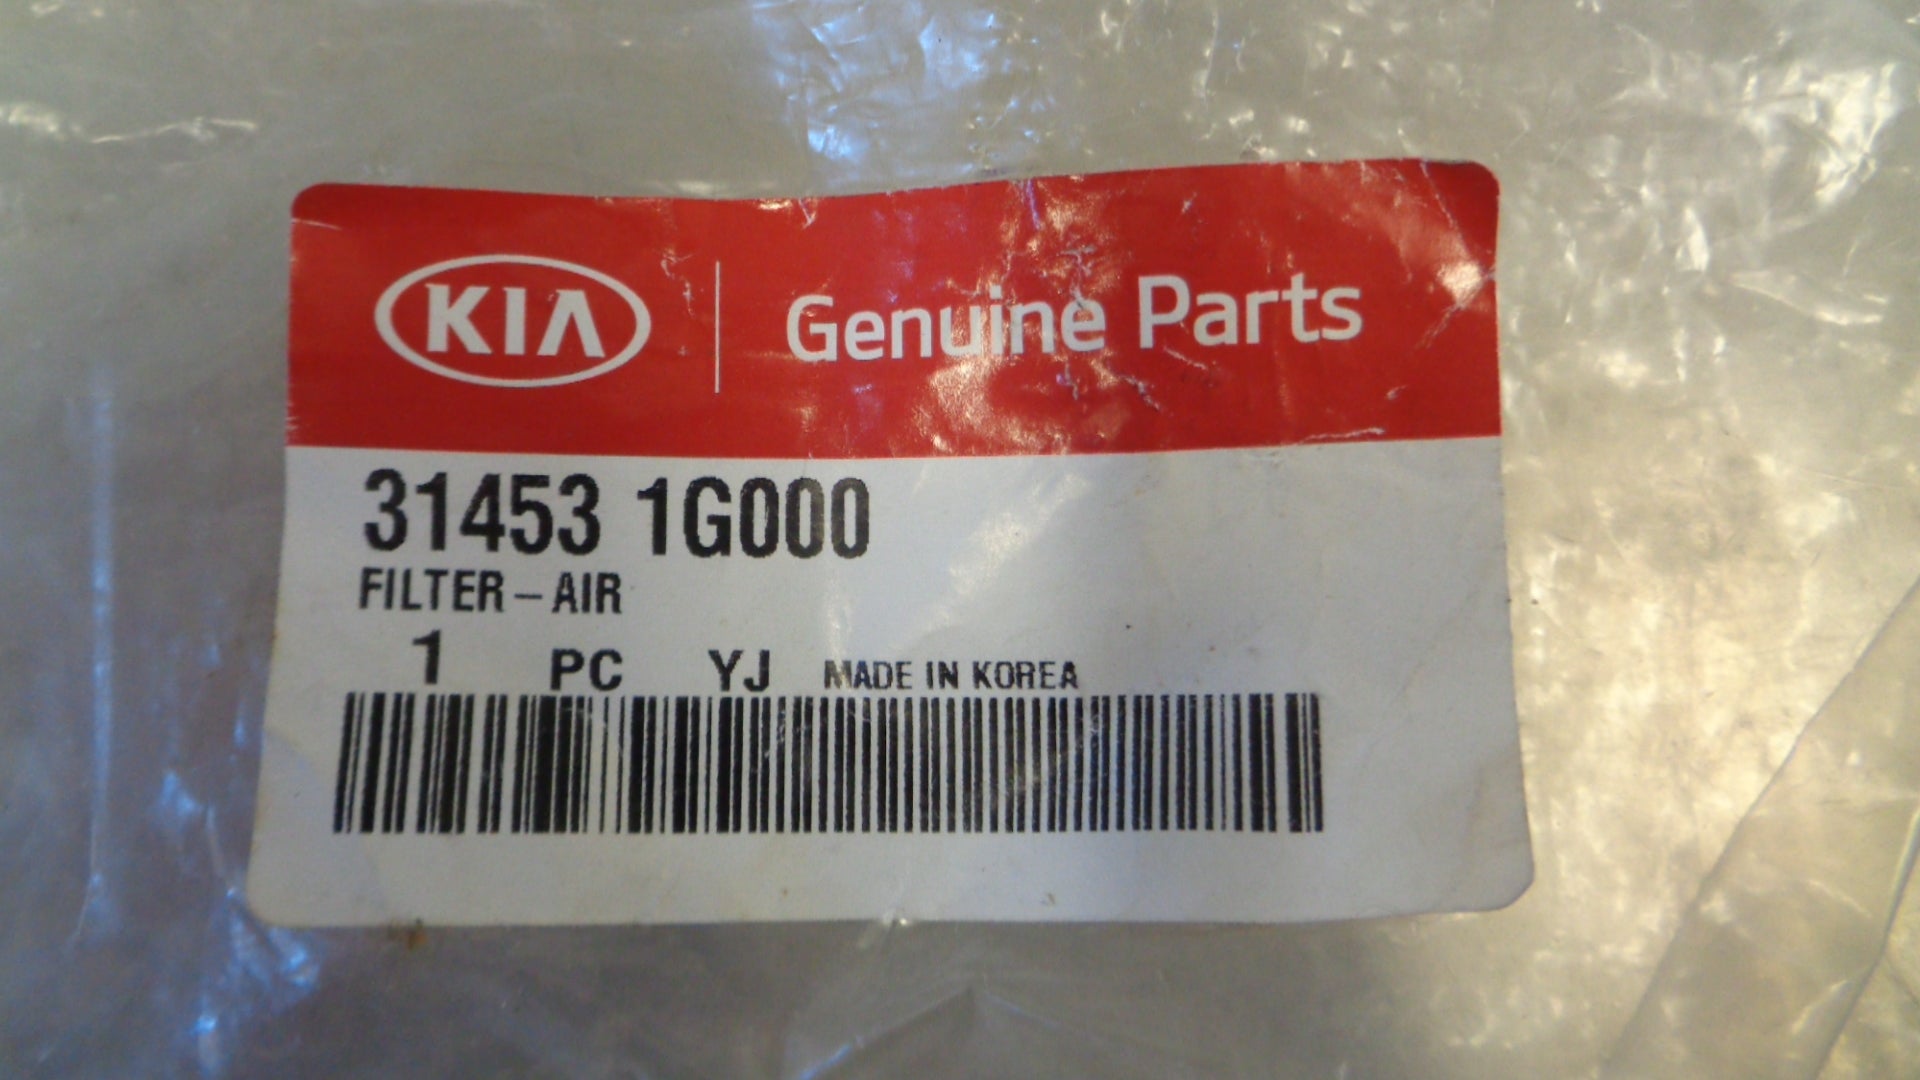 KIA Genuine Parts
31453 1G000
FILTER-AIR
1 PC YJ MADE IN KOREA